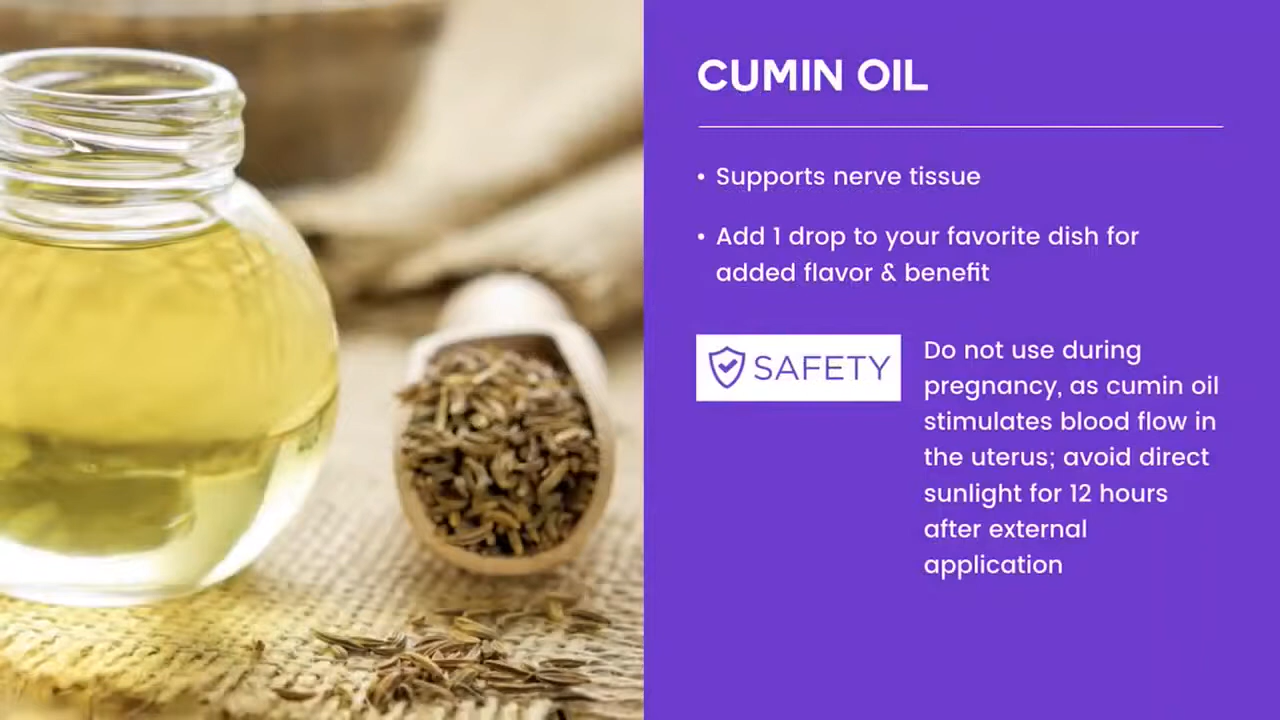 CUMIN OIL
• Supports nerve tissue
• Add 1 drop to your favorite dish for
added flavor & benefit
SAFETY
Do not use during
pregnancy, as cumin oil
stimulates blood flow in
the uterus; avoid direct
sunlight for 12 hours
after external
application